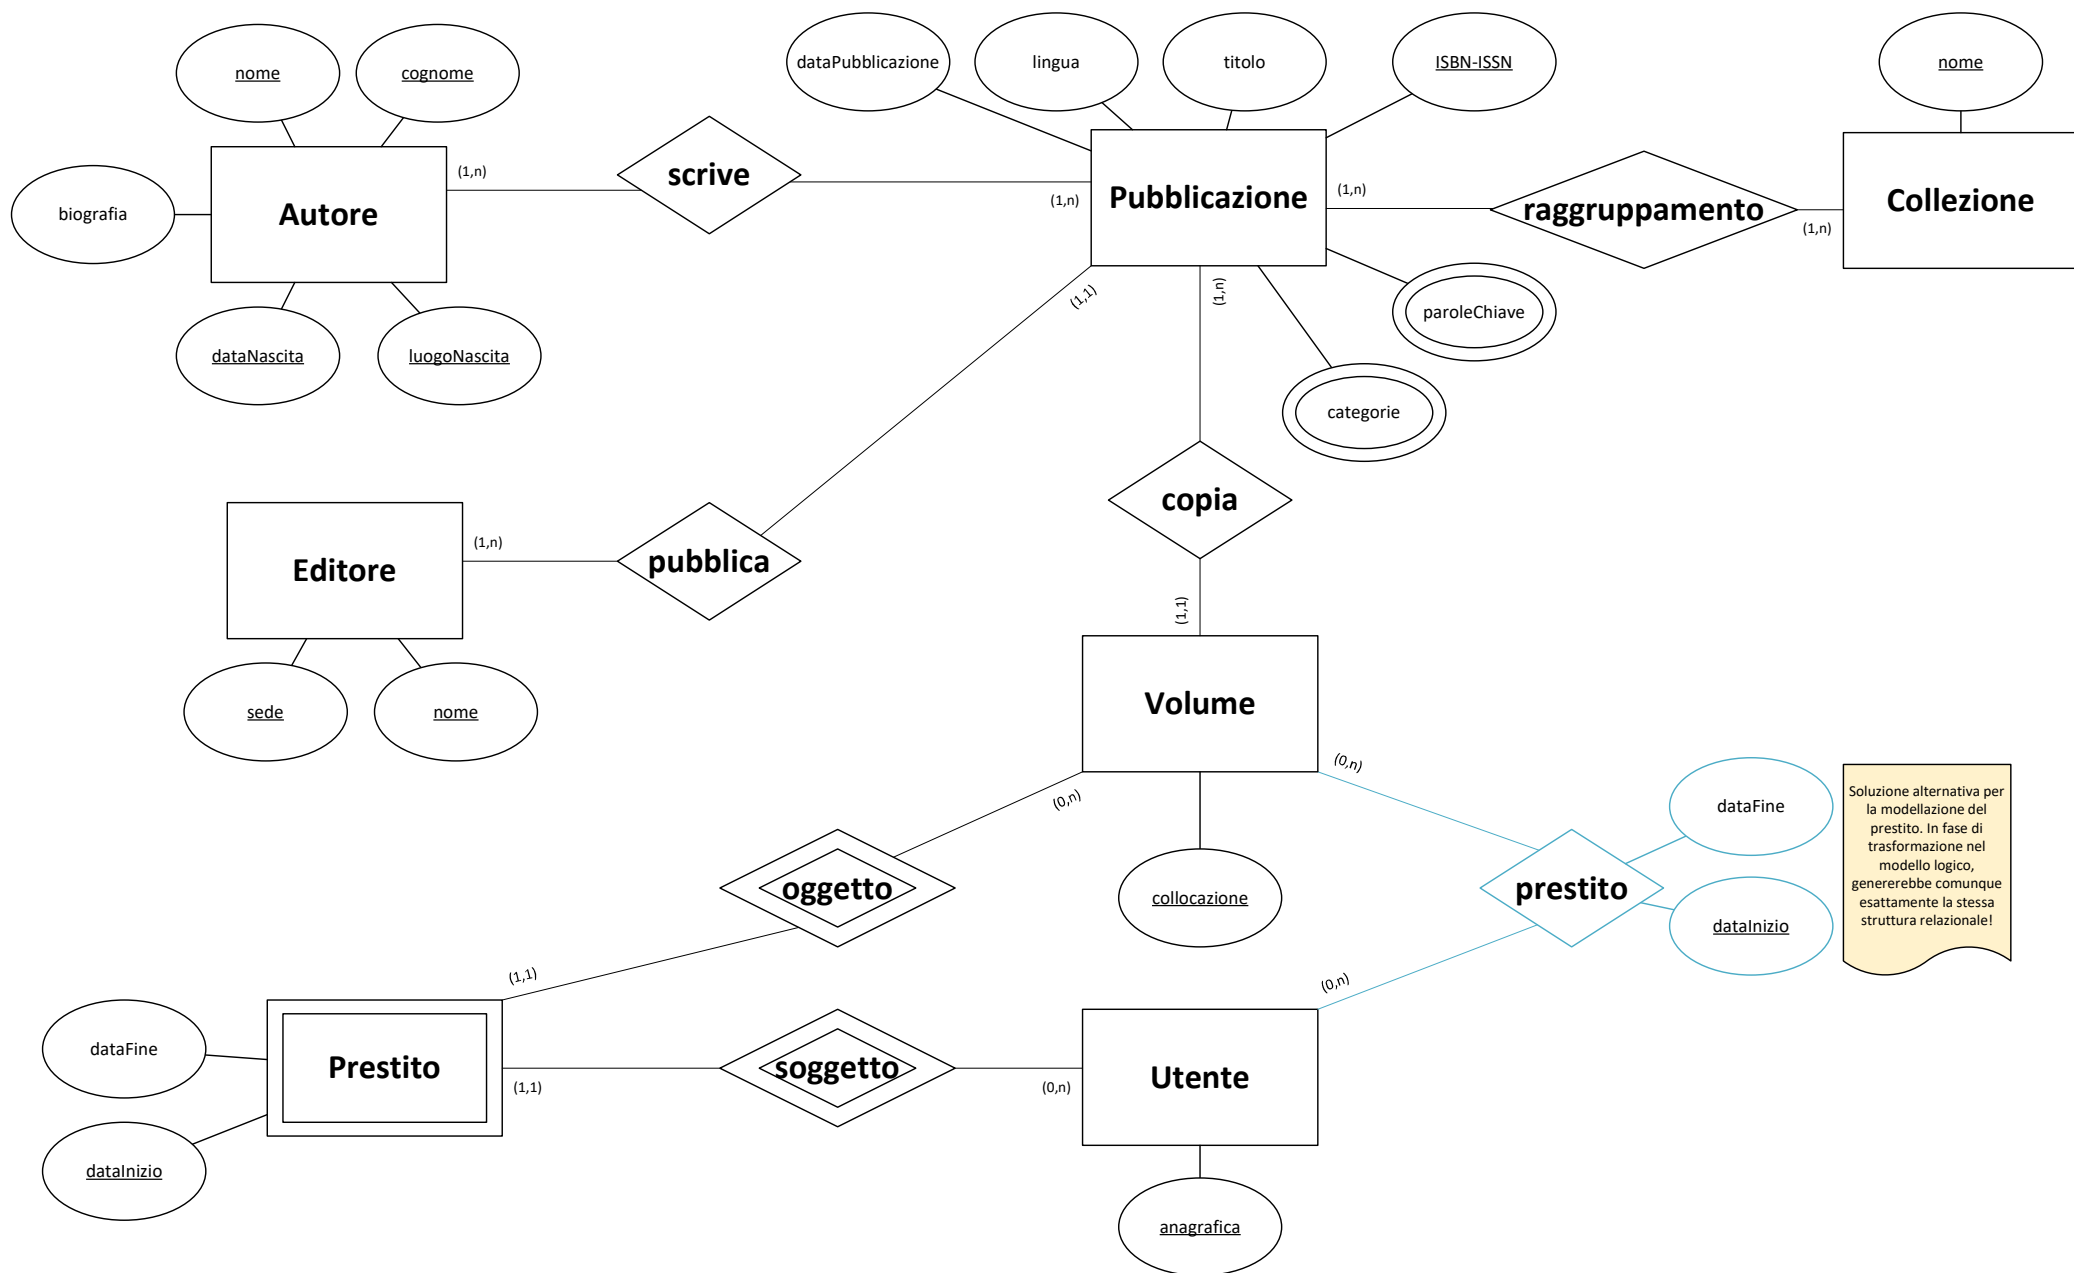 nome
cognome
dataPubblicazione
lingua
titolo
ISBN-ISSN
nome
biografia
Autore
(1,n)
scrive
(1,n)
Pubblicazione
(1,n)
raggruppamento
(1,n)
Collezione
dataNascita
luogoNascita
(1,1)
(1,n)
paroleChiave
categorie
Editore
(1,n)
pubblica
copia
(1,1)
sede
nome
Volume
(0,n)
(0,n)
oggetto
collocazione
prestito
dataFine
dataInizio
Soluzione alternativa per
la modellazione del
prestito. In fase di
trasformazione nel
modello logico,
genererebbe comunque
esattamente la stessa
struttura relazionale!
(1,1)
(0,n)
dataFine
dataInizio
Prestito
(1,1)
soggetto
(0,n)
Utente
anagrafica